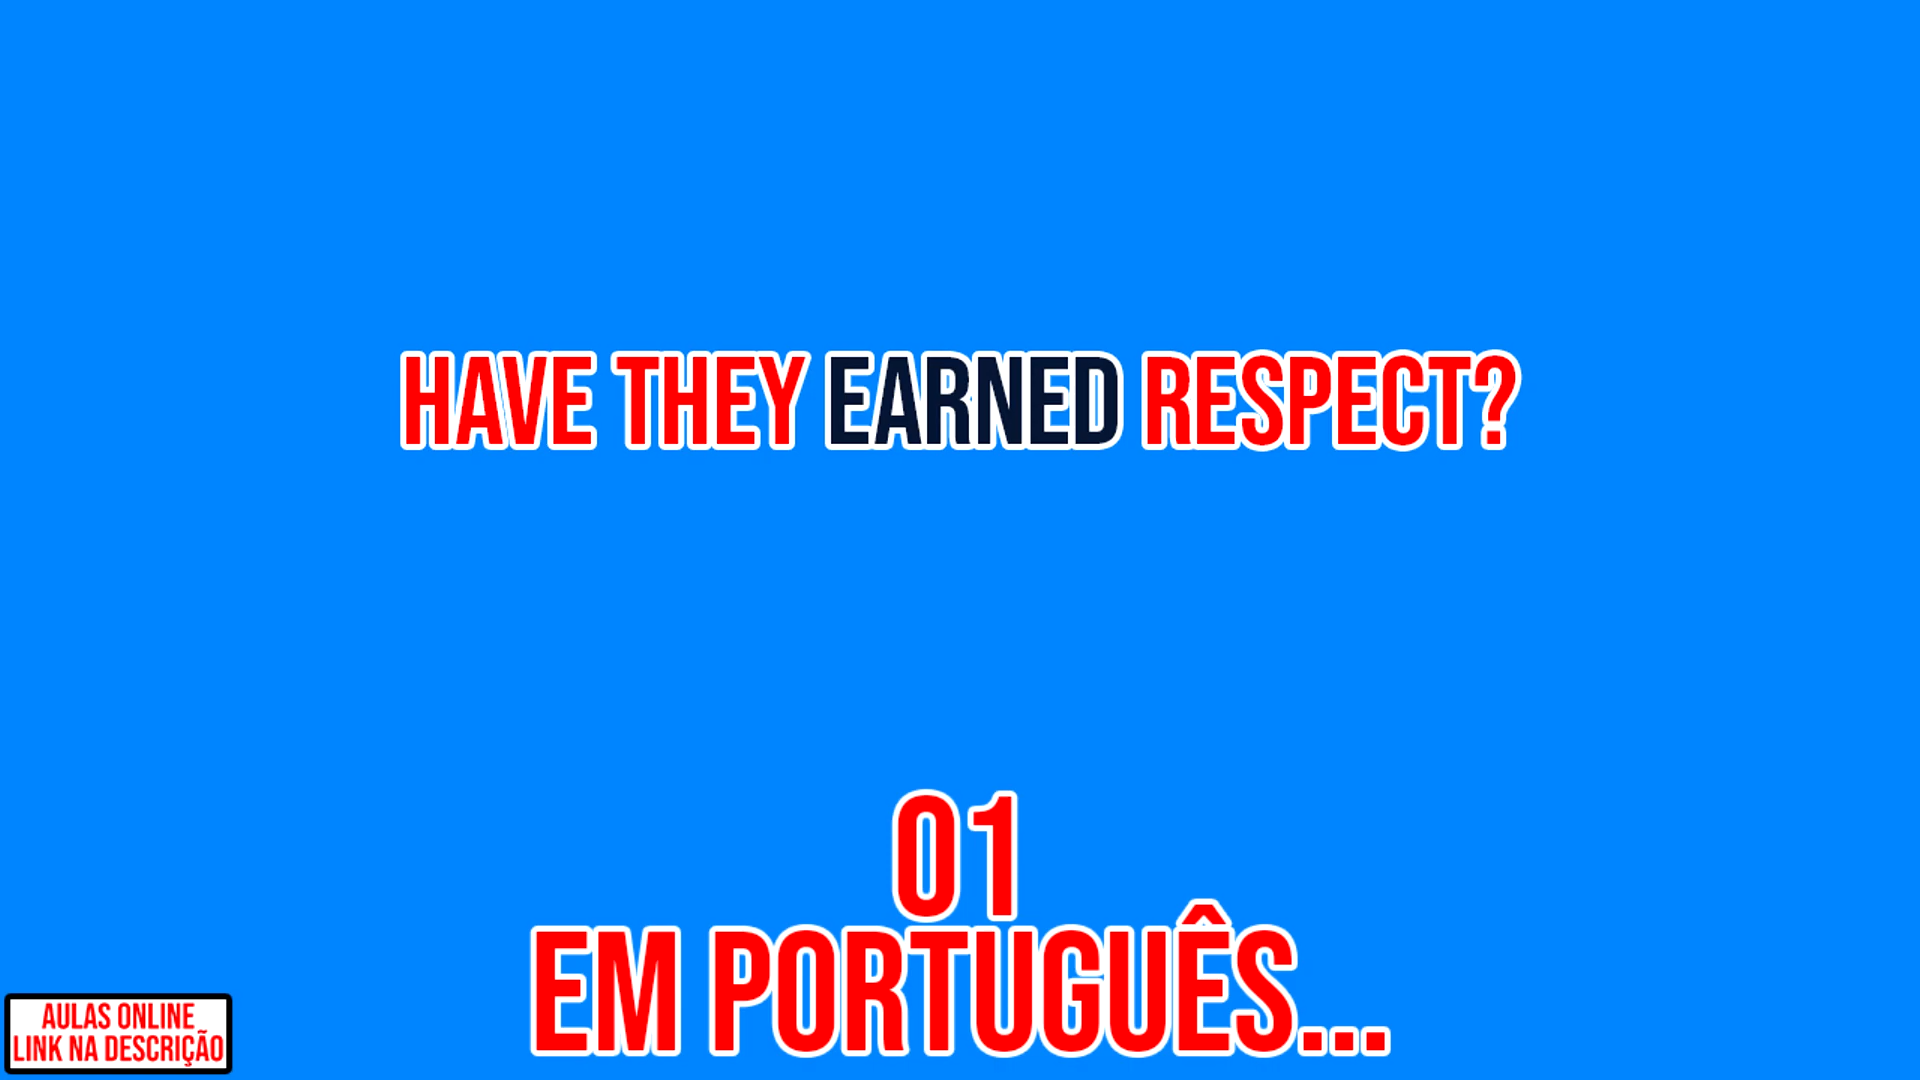 HAVE THEY EARNED RESPECT?
01
EM PORTUGUÊS...
AULAS ONLINE
LINK NA DESCRIÇÃO